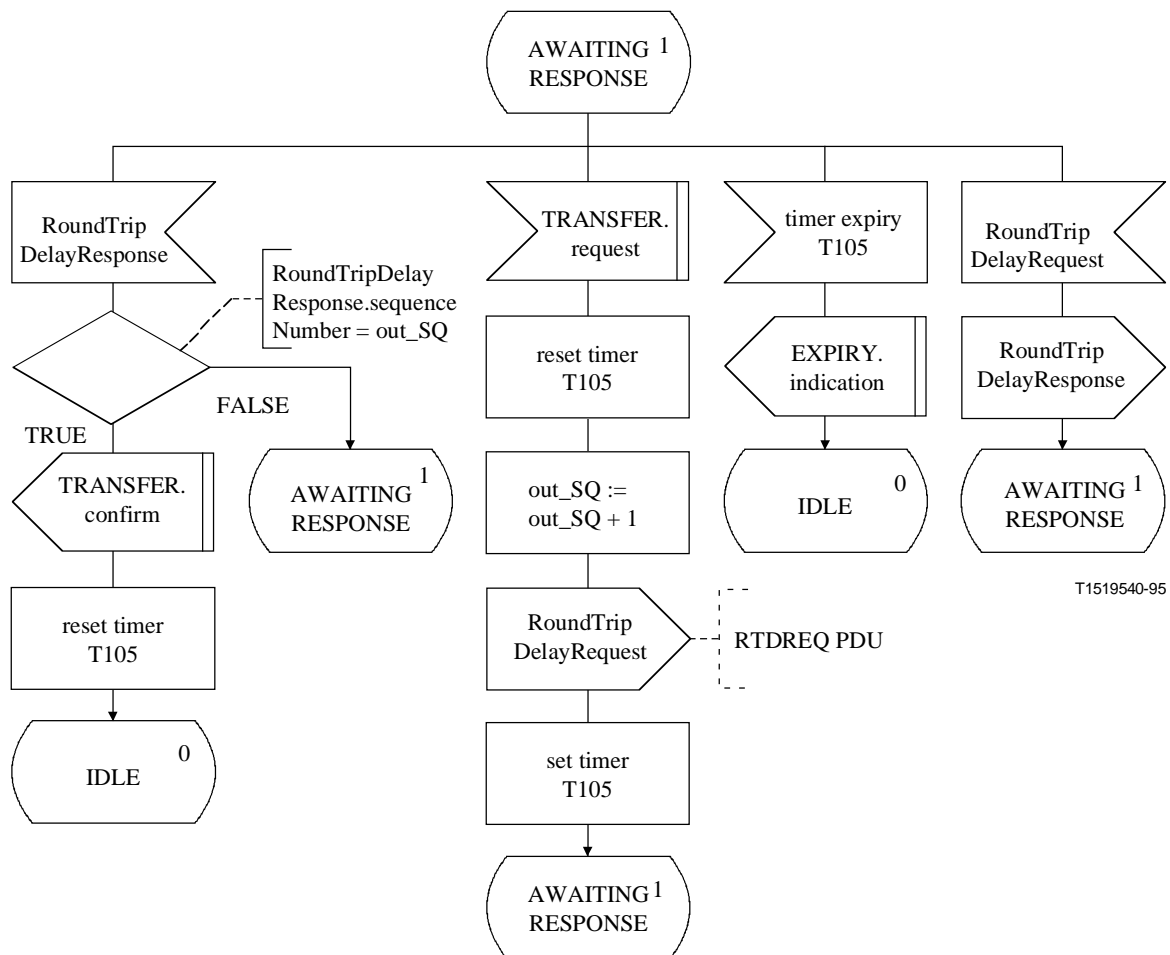 AWAITING 1
RESPONSE
RoundTrip
DelayResponse
RoundTripDelay
Response.sequence
Number = out_SQ
TRUE
FALSE
TRANSFER.
confirm
reset timer
T105
IDLE 0
AWAITING 1
RESPONSE
TRANSFER.
request
reset timer
T105
out_SQ :=
out_SQ + 1
RoundTrip
DelayRequest
RTDREQ PDU
set timer
T105
AWAITING 1
RESPONSE
timer expiry
T105
EXPIRY.
indication
IDLE 0
RoundTrip
DelayRequest
RoundTrip
DelayResponse
AWAITING 1
RESPONSE
T1519540-95